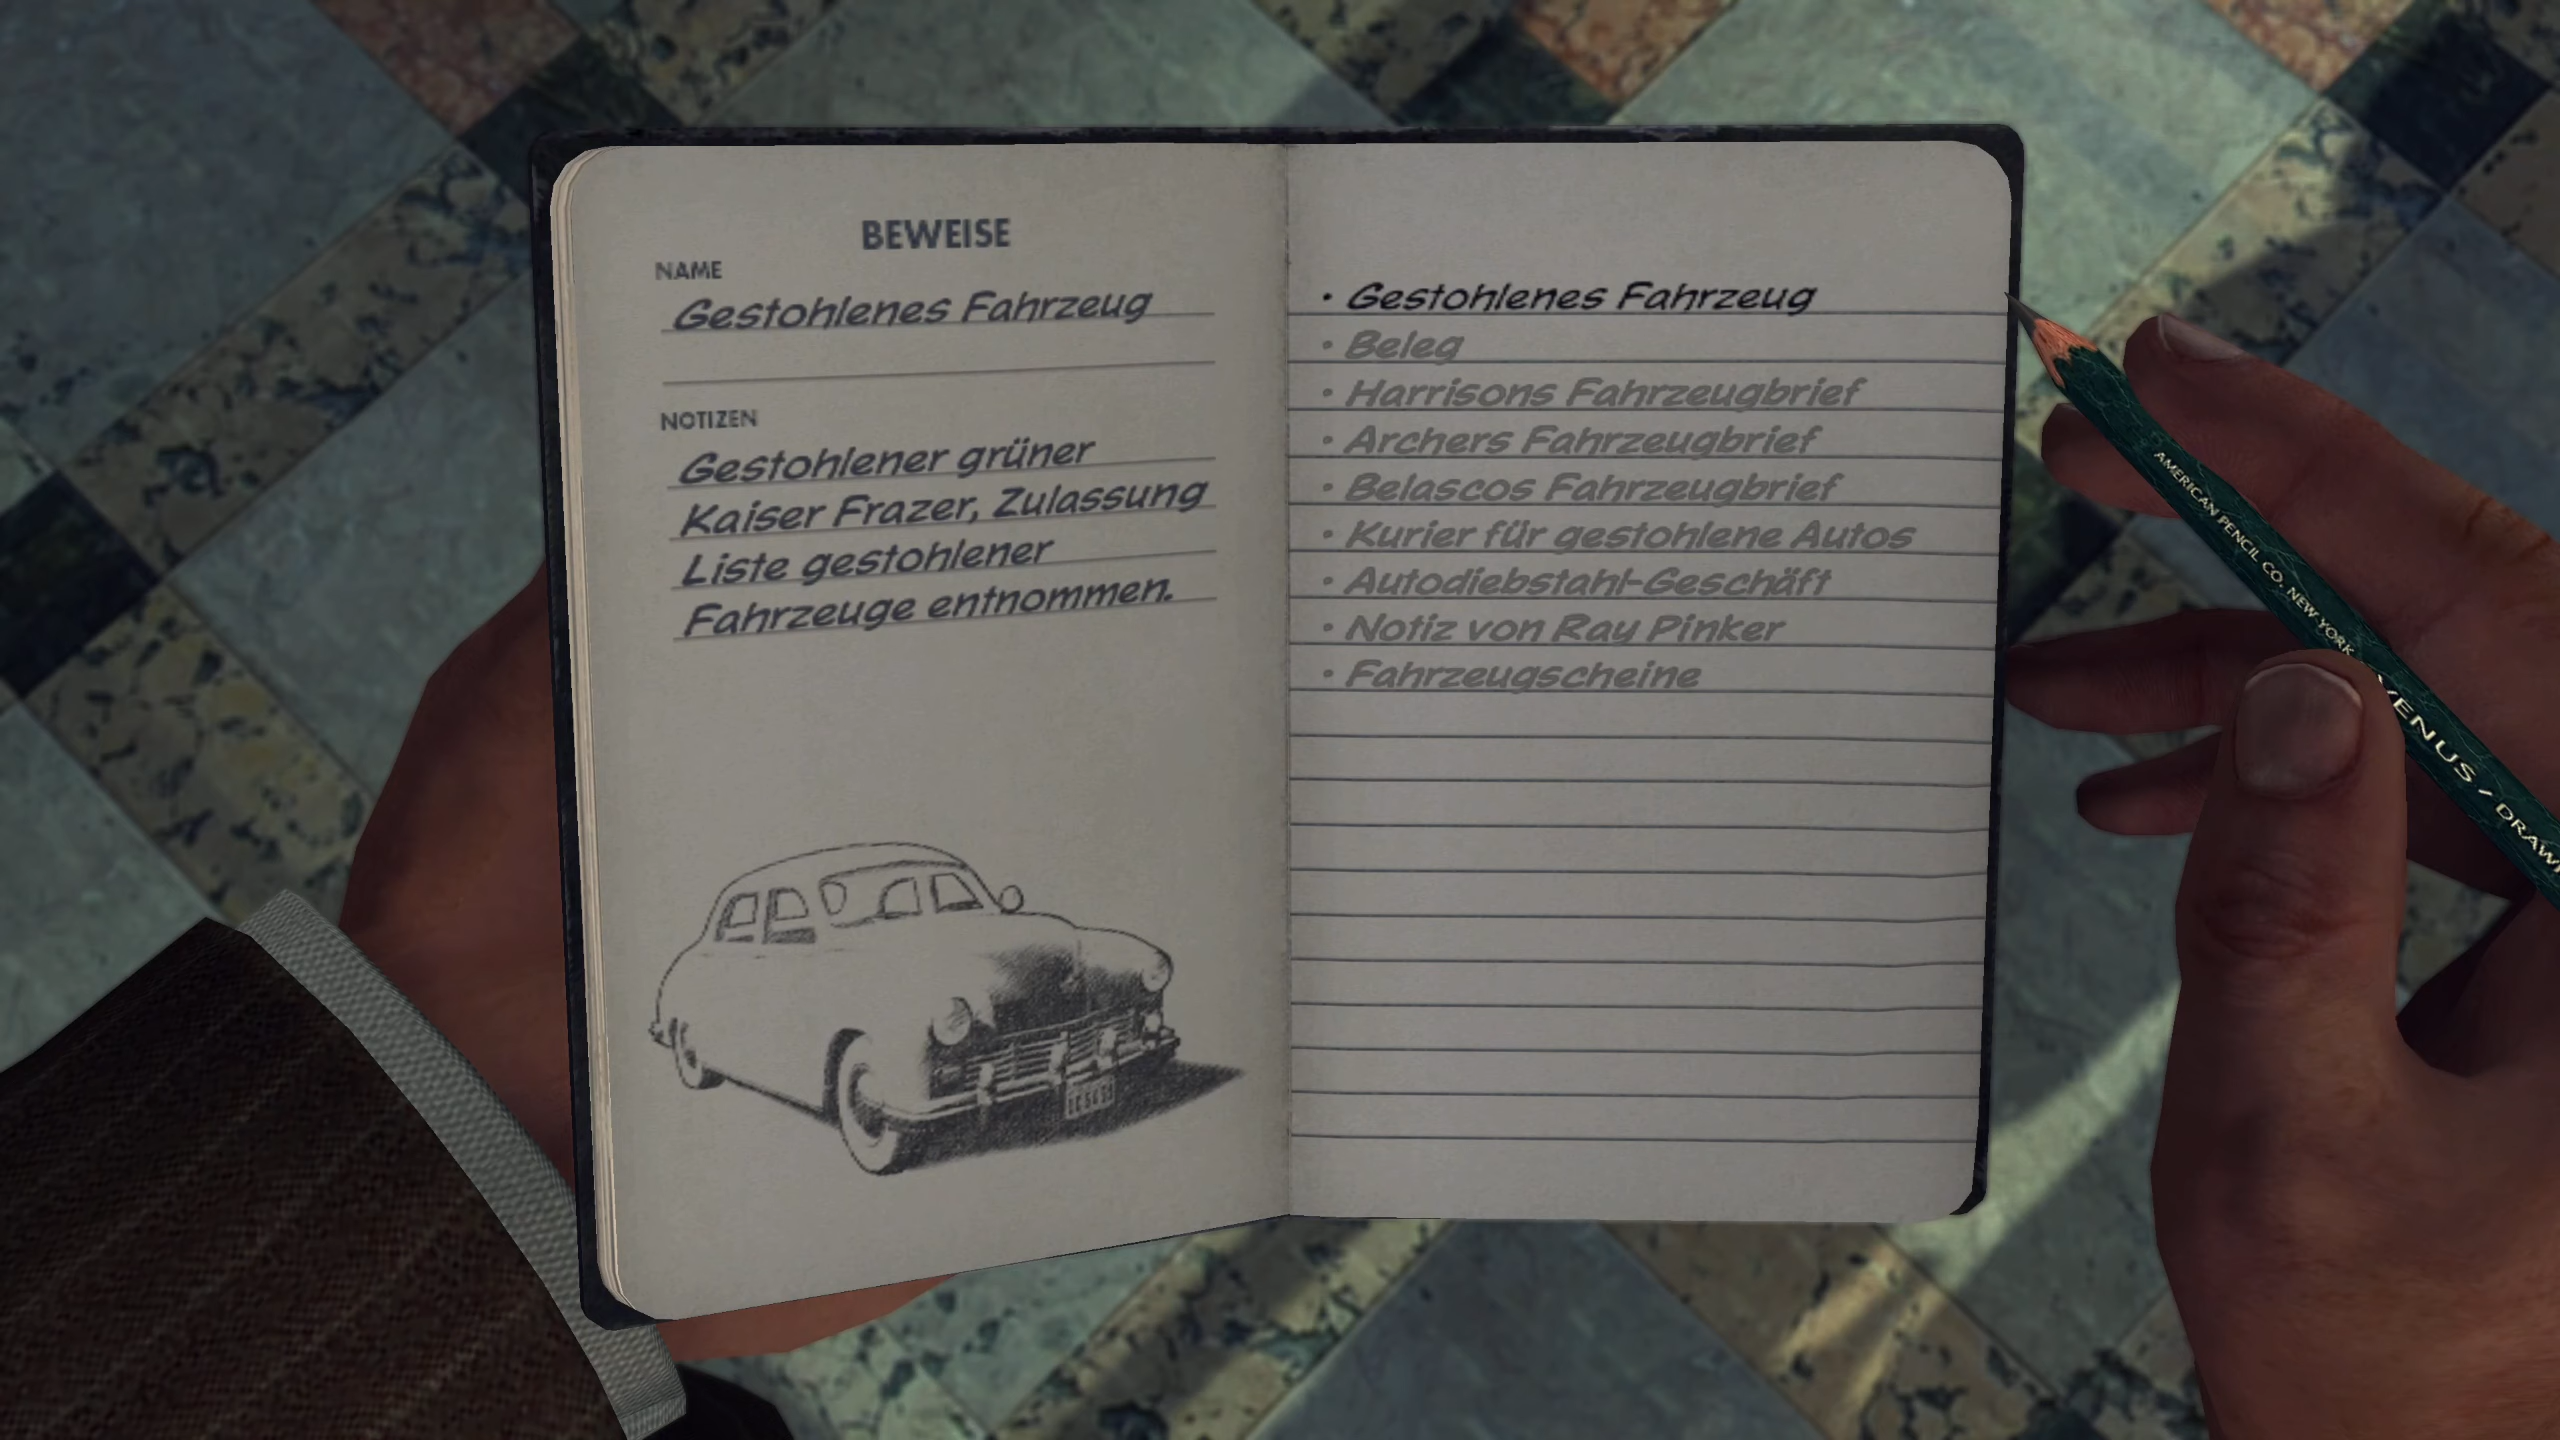 BEWEISE
NAME
Gestohlenes Fahrzeug
NOTIZEN
Gestohlener grüner
Kaiser Frazer, Zulassung
Liste gestohlener
Fahrzeuge entnommen.
• Gestohlenes Fahrzeug
• Beleg
• Harrisons Fahrzeugbrief
• Archers Fahrzeugbrief
• Belascos Fahrzeugbrief
• Kurier für gestohlene Autos
• Autodiebstahl-Geschäft
• Notiz von Ray Pinker
• Fahrzeugscheine
AMERICAN PENCIL CO. NEW YORK
VENUS /